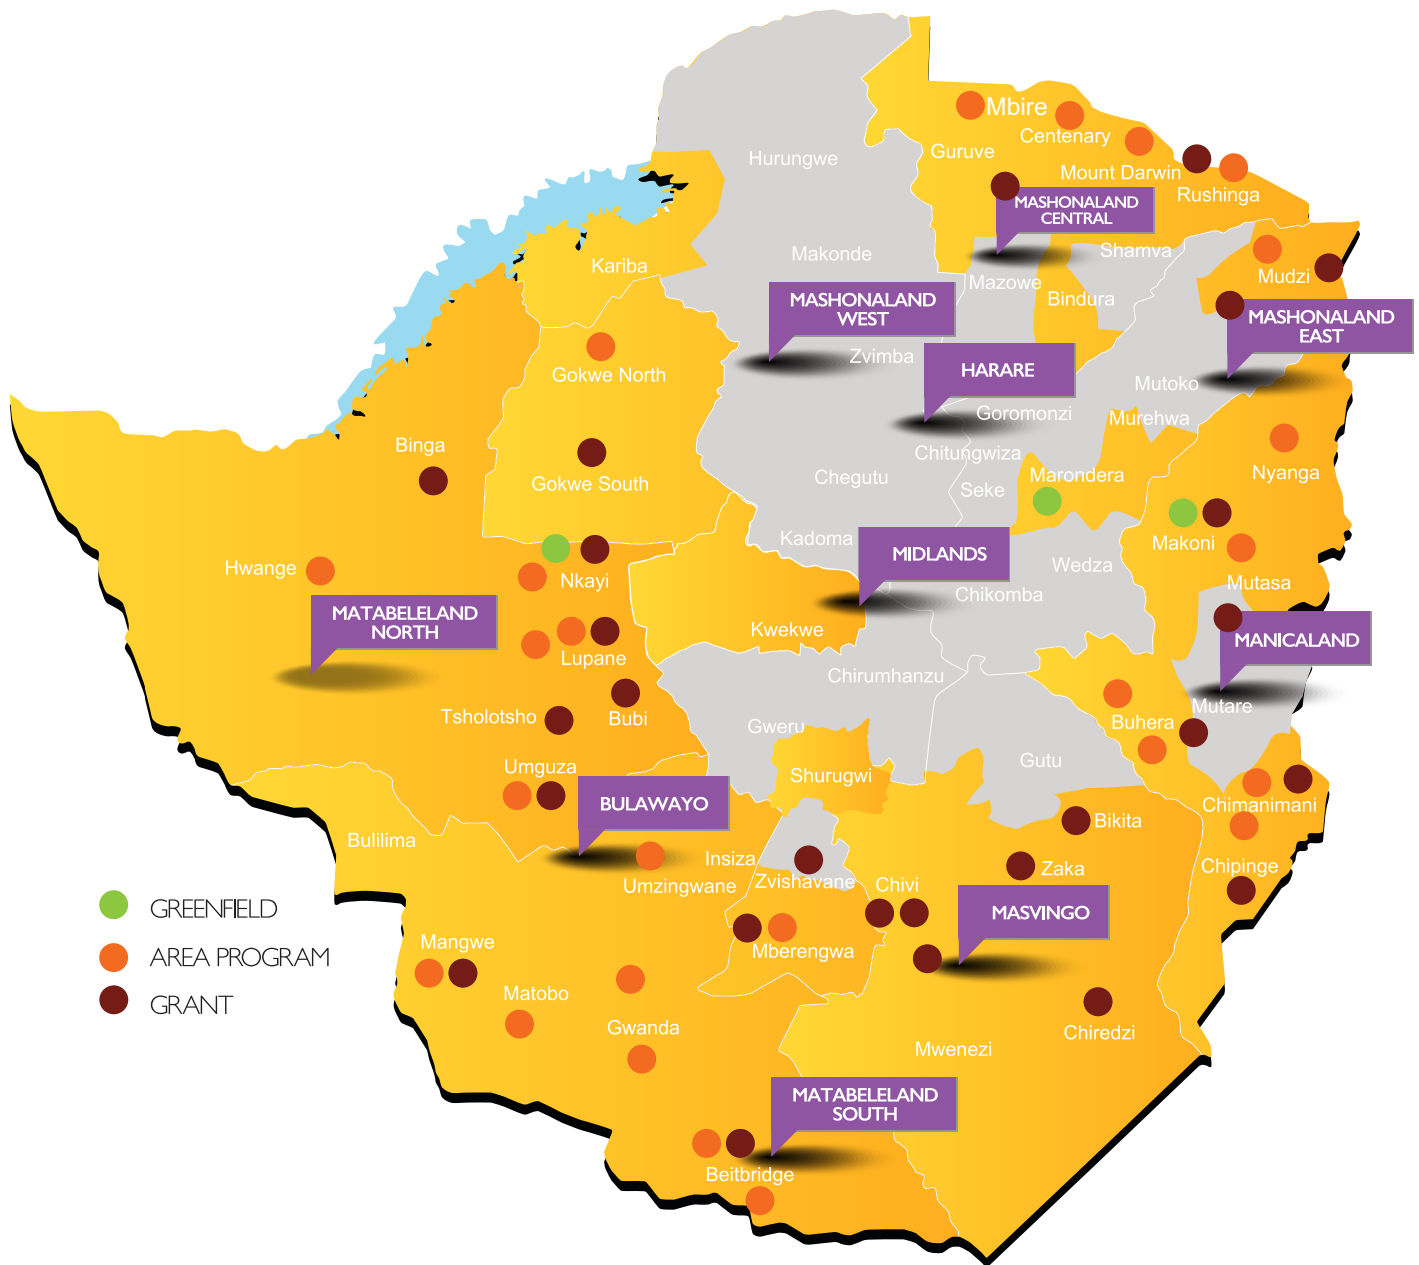 Mbire
Centenary
Guruve
Hurungwe
Mount Darwin
Rushinga
MASHONALAND
CENTRAL
Makonde
Shamva
Kariba
Mudzi
Mazowe
Bindura
MASHONALAND
WEST
MASHONALAND
EAST
Zvimba
HARARE
Gokwe North
Mutoko
Goromonzi
Murehwa
Binga
Chitungwiza
Nyanga
Marondera
Chegutu
Seke
Gokwe South
Kadoma
Makoni
MIDLANDS
Wedza
Hwange
Nkayi
Mutasa
Chikomba
MATABELELAND
NORTH
Kwekwe
MANICALAND
Lupane
Chirumhanzu
Mutare
Tsholotsho
Bubi
Gweru
Buhera
Gutu
Umguza
Shurugwi
BULAWAYO
Chimanimani
Bikita
Bulilima
Insiza
Zaka
Chipinge
Umzingwane
Zvishavane
Chivi
GREENFIELD
MASVINGO
Mangwe
Mberengwa
AREA PROGRAM
Matobo
GRANT
Gwanda
Chiredzi
Mwenezi
MATABELELAND
SOUTH
Beitbridge